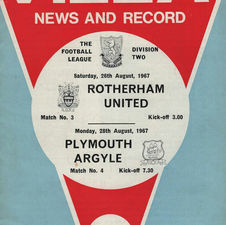 VILLA
NEWS AND RECORD
THE FOOTBALL LEAGUE
DIVISION TWO
Saturday, 26th August, 1967
ROTHERHAM
UNITED
Match No. 3
Kick-off 3.00
Monday, 28th August, 1967
PLYMOUTH
ARGYLE
Match No. 4
Kick-off 7.30